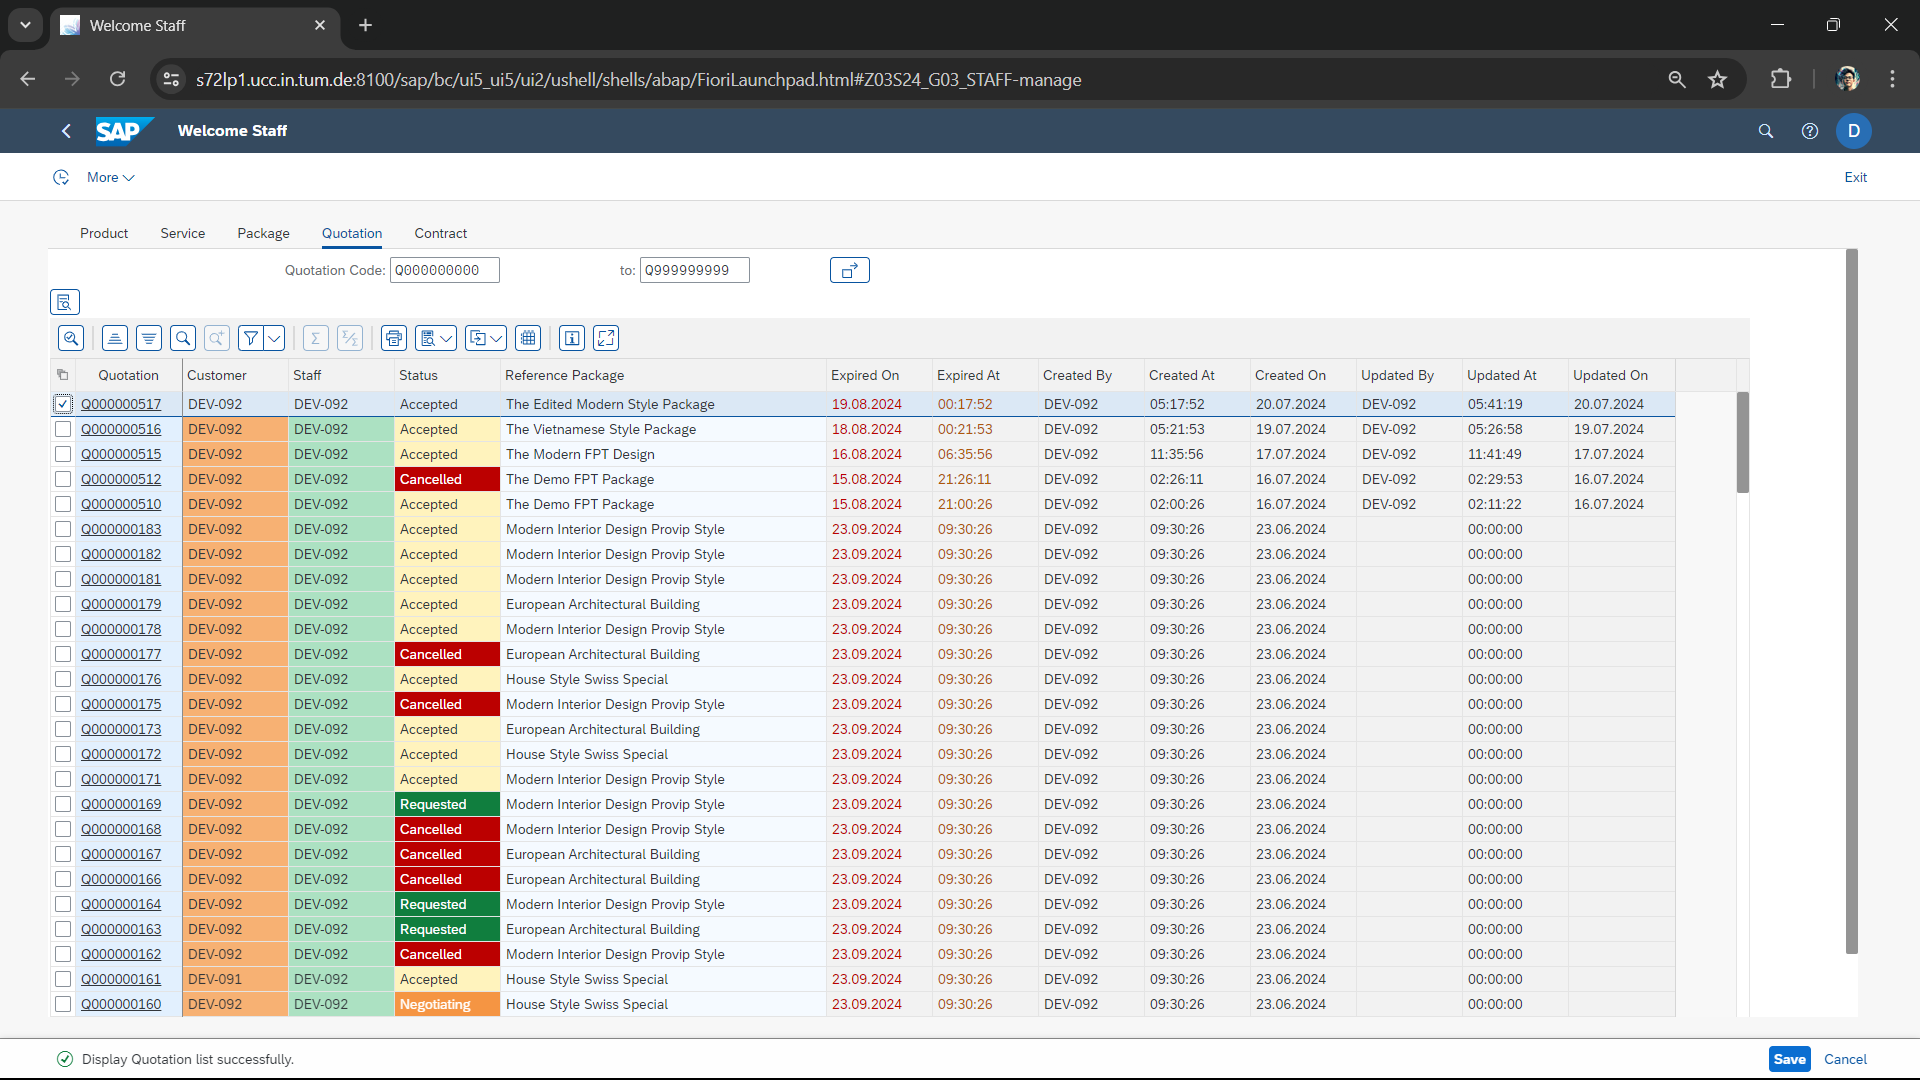 Welcome Staff
s72lp1.ucc.in.tum.de:8100/sap/bc/ui5_ui5/ui2/ushell/shells/abap/FioriLaunchpad.html#Z03S24_G03_STAFF-manage
SAP Welcome Staff D
More Exit
Product Service Package Quotation Contract
Quotation Code: Q000000000 to: Q999999999
Quotation Customer Staff Status Reference Package Expired On Expired At Created By Created At Created On Updated By Updated At Updated On
Q000000517 DEV-092 DEV-092 Accepted The Edited Modern Style Package 19.08.2024 00:17:52 DEV-092 05:17:52 20.07.2024 DEV-092 05:41:19 20.07.2024
Q000000516 DEV-092 DEV-092 Accepted The Vietnamese Style Package 18.08.2024 00:21:53 DEV-092 05:21:53 19.07.2024 DEV-092 05:26:58 19.07.2024
Q000000515 DEV-092 DEV-092 Accepted The Modern FPT Design 16.08.2024 06:35:56 DEV-092 11:35:56 17.07.2024 DEV-092 11:41:49 17.07.2024
Q000000512 DEV-092 DEV-092 Cancelled The Demo FPT Package 15.08.2024 21:26:11 DEV-092 02:26:11 16.07.2024 DEV-092 02:29:53 16.07.2024
Q000000510 DEV-092 DEV-092 Accepted The Demo FPT Package 15.08.2024 21:00:26 DEV-092 02:00:26 16.07.2024 DEV-092 02:11:22 16.07.2024
Q000000183 DEV-092 DEV-092 Accepted Modern Interior Design Provip Style 23.09.2024 09:30:26 DEV-092 09:30:26 23.06.2024 00:00:00
Q000000182 DEV-092 DEV-092 Accepted Modern Interior Design Provip Style 23.09.2024 09:30:26 DEV-092 09:30:26 23.06.2024 00:00:00
Q000000181 DEV-092 DEV-092 Accepted Modern Interior Design Provip Style 23.09.2024 09:30:26 DEV-092 09:30:26 23.06.2024 00:00:00
Q000000179 DEV-092 DEV-092 Accepted European Architectural Building 23.09.2024 09:30:26 DEV-092 09:30:26 23.06.2024 00:00:00
Q000000178 DEV-092 DEV-092 Accepted Modern Interior Design Provip Style 23.09.2024 09:30:26 DEV-092 09:30:26 23.06.2024 00:00:00
Q000000177 DEV-092 DEV-092 Cancelled European Architectural Building 23.09.2024 09:30:26 DEV-092 09:30:26 23.06.2024 00:00:00
Q000000176 DEV-092 DEV-092 Accepted House Style Swiss Special 23.09.2024 09:30:26 DEV-092 09:30:26 23.06.2024 00:00:00
Q000000175 DEV-092 DEV-092 Cancelled Modern Interior Design Provip Style 23.09.2024 09:30:26 DEV-092 09:30:26 23.06.2024 00:00:00
Q000000173 DEV-092 DEV-092 Accepted European Architectural Building 23.09.2024 09:30:26 DEV-092 09:30:26 23.06.2024 00:00:00
Q000000172 DEV-092 DEV-092 Accepted House Style Swiss Special 23.09.2024 09:30:26 DEV-092 09:30:26 23.06.2024 00:00:00
Q000000171 DEV-092 DEV-092 Accepted Modern Interior Design Provip Style 23.09.2024 09:30:26 DEV-092 09:30:26 23.06.2024 00:00:00
Q000000169 DEV-092 DEV-092 Requested Modern Interior Design Provip Style 23.09.2024 09:30:26 DEV-092 09:30:26 23.06.2024 00:00:00
Q000000168 DEV-092 DEV-092 Cancelled Modern Interior Design Provip Style 23.09.2024 09:30:26 DEV-092 09:30:26 23.06.2024 00:00:00
Q000000167 DEV-092 DEV-092 Cancelled European Architectural Building 23.09.2024 09:30:26 DEV-092 09:30:26 23.06.2024 00:00:00
Q000000166 DEV-092 DEV-092 Cancelled European Architectural Building 23.09.2024 09:30:26 DEV-092 09:30:26 23.06.2024 00:00:00
Q000000164 DEV-092 DEV-092 Requested Modern Interior Design Provip Style 23.09.2024 09:30:26 DEV-092 09:30:26 23.06.2024 00:00:00
Q000000163 DEV-092 DEV-092 Requested European Architectural Building 23.09.2024 09:30:26 DEV-092 09:30:26 23.06.2024 00:00:00
Q000000162 DEV-092 DEV-092 Cancelled Modern Interior Design Provip Style 23.09.2024 09:30:26 DEV-092 09:30:26 23.06.2024 00:00:00
Q000000161 DEV-091 DEV-092 Accepted House Style Swiss Special 23.09.2024 09:30:26 DEV-092 09:30:26 23.06.2024 00:00:00
Q000000160 DEV-092 DEV-092 Negotiating House Style Swiss Special 23.09.2024 09:30:26 DEV-092 09:30:26 23.06.2024 00:00:00
Display Quotation list successfully. Save Cancel